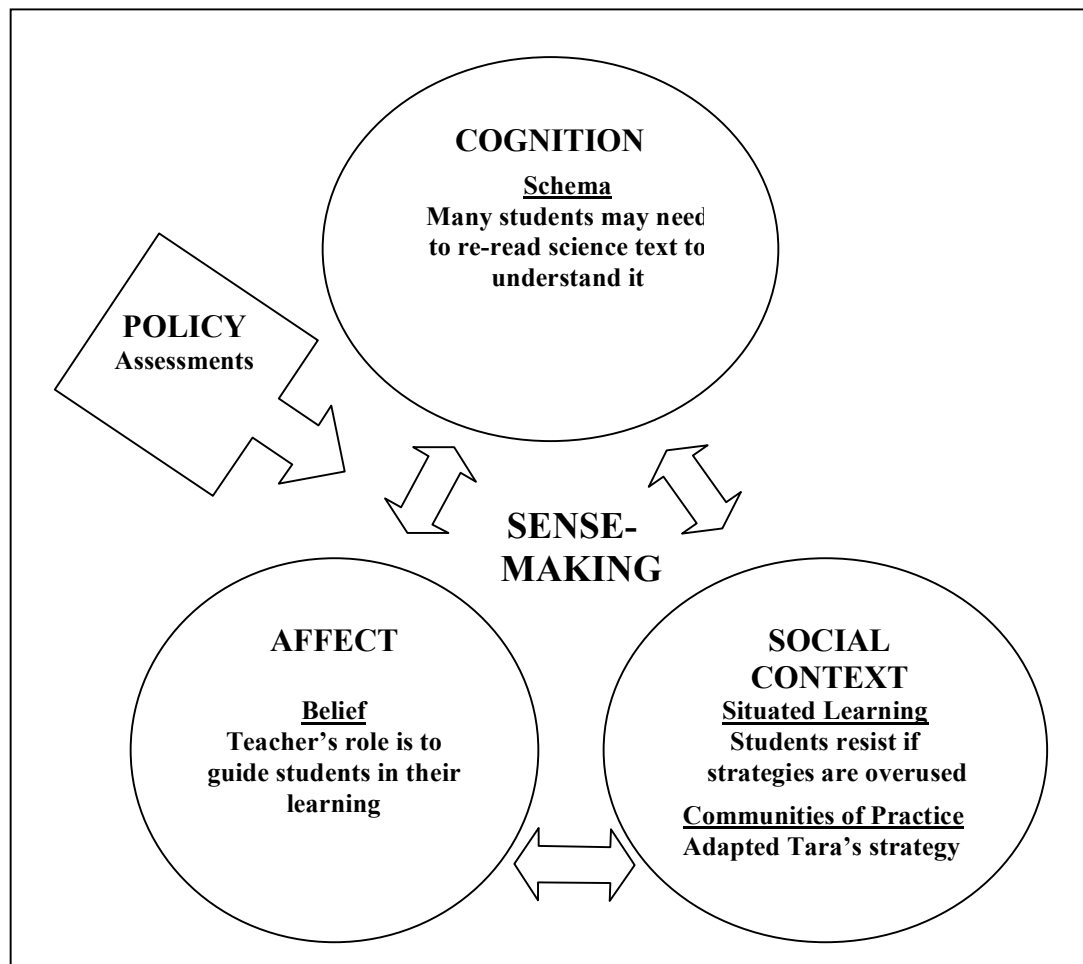 COGNITION
Schema
Many students may need
to re-read science text to
understand it
POLICY
Assessments
SENSE-
MAKING
AFFECT
Belief
Teacher’s role is to
guide students in their
learning
SOCIAL
CONTEXT
Situated Learning
Students resist if
strategies are overused
Communities of Practice
Adapted Tara’s strategy